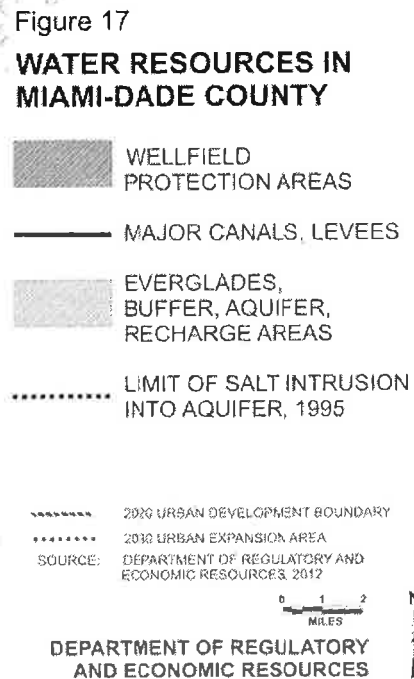 Figure 17
WATER RESOURCES IN
MIAMI-DADE COUNTY
WELLFIELD
PROTECTION AREAS
MAJOR CANALS, LEVEES
EVERGLADES,
BUFFER, AQUIFER,
RECHARGE AREAS
LIMIT OF SALT INTRUSION
INTO AQUIFER, 1995
2020 URBAN DEVELOPMENT BOUNDARY
2030 URBAN EXPANSION AREA
SOURCE: DEPARTMENT OF REGULATORY AND
ECONOMIC RESOURCES, 2012
0 1 2
MILES
DEPARTMENT OF REGULATORY
AND ECONOMIC RESOURCES